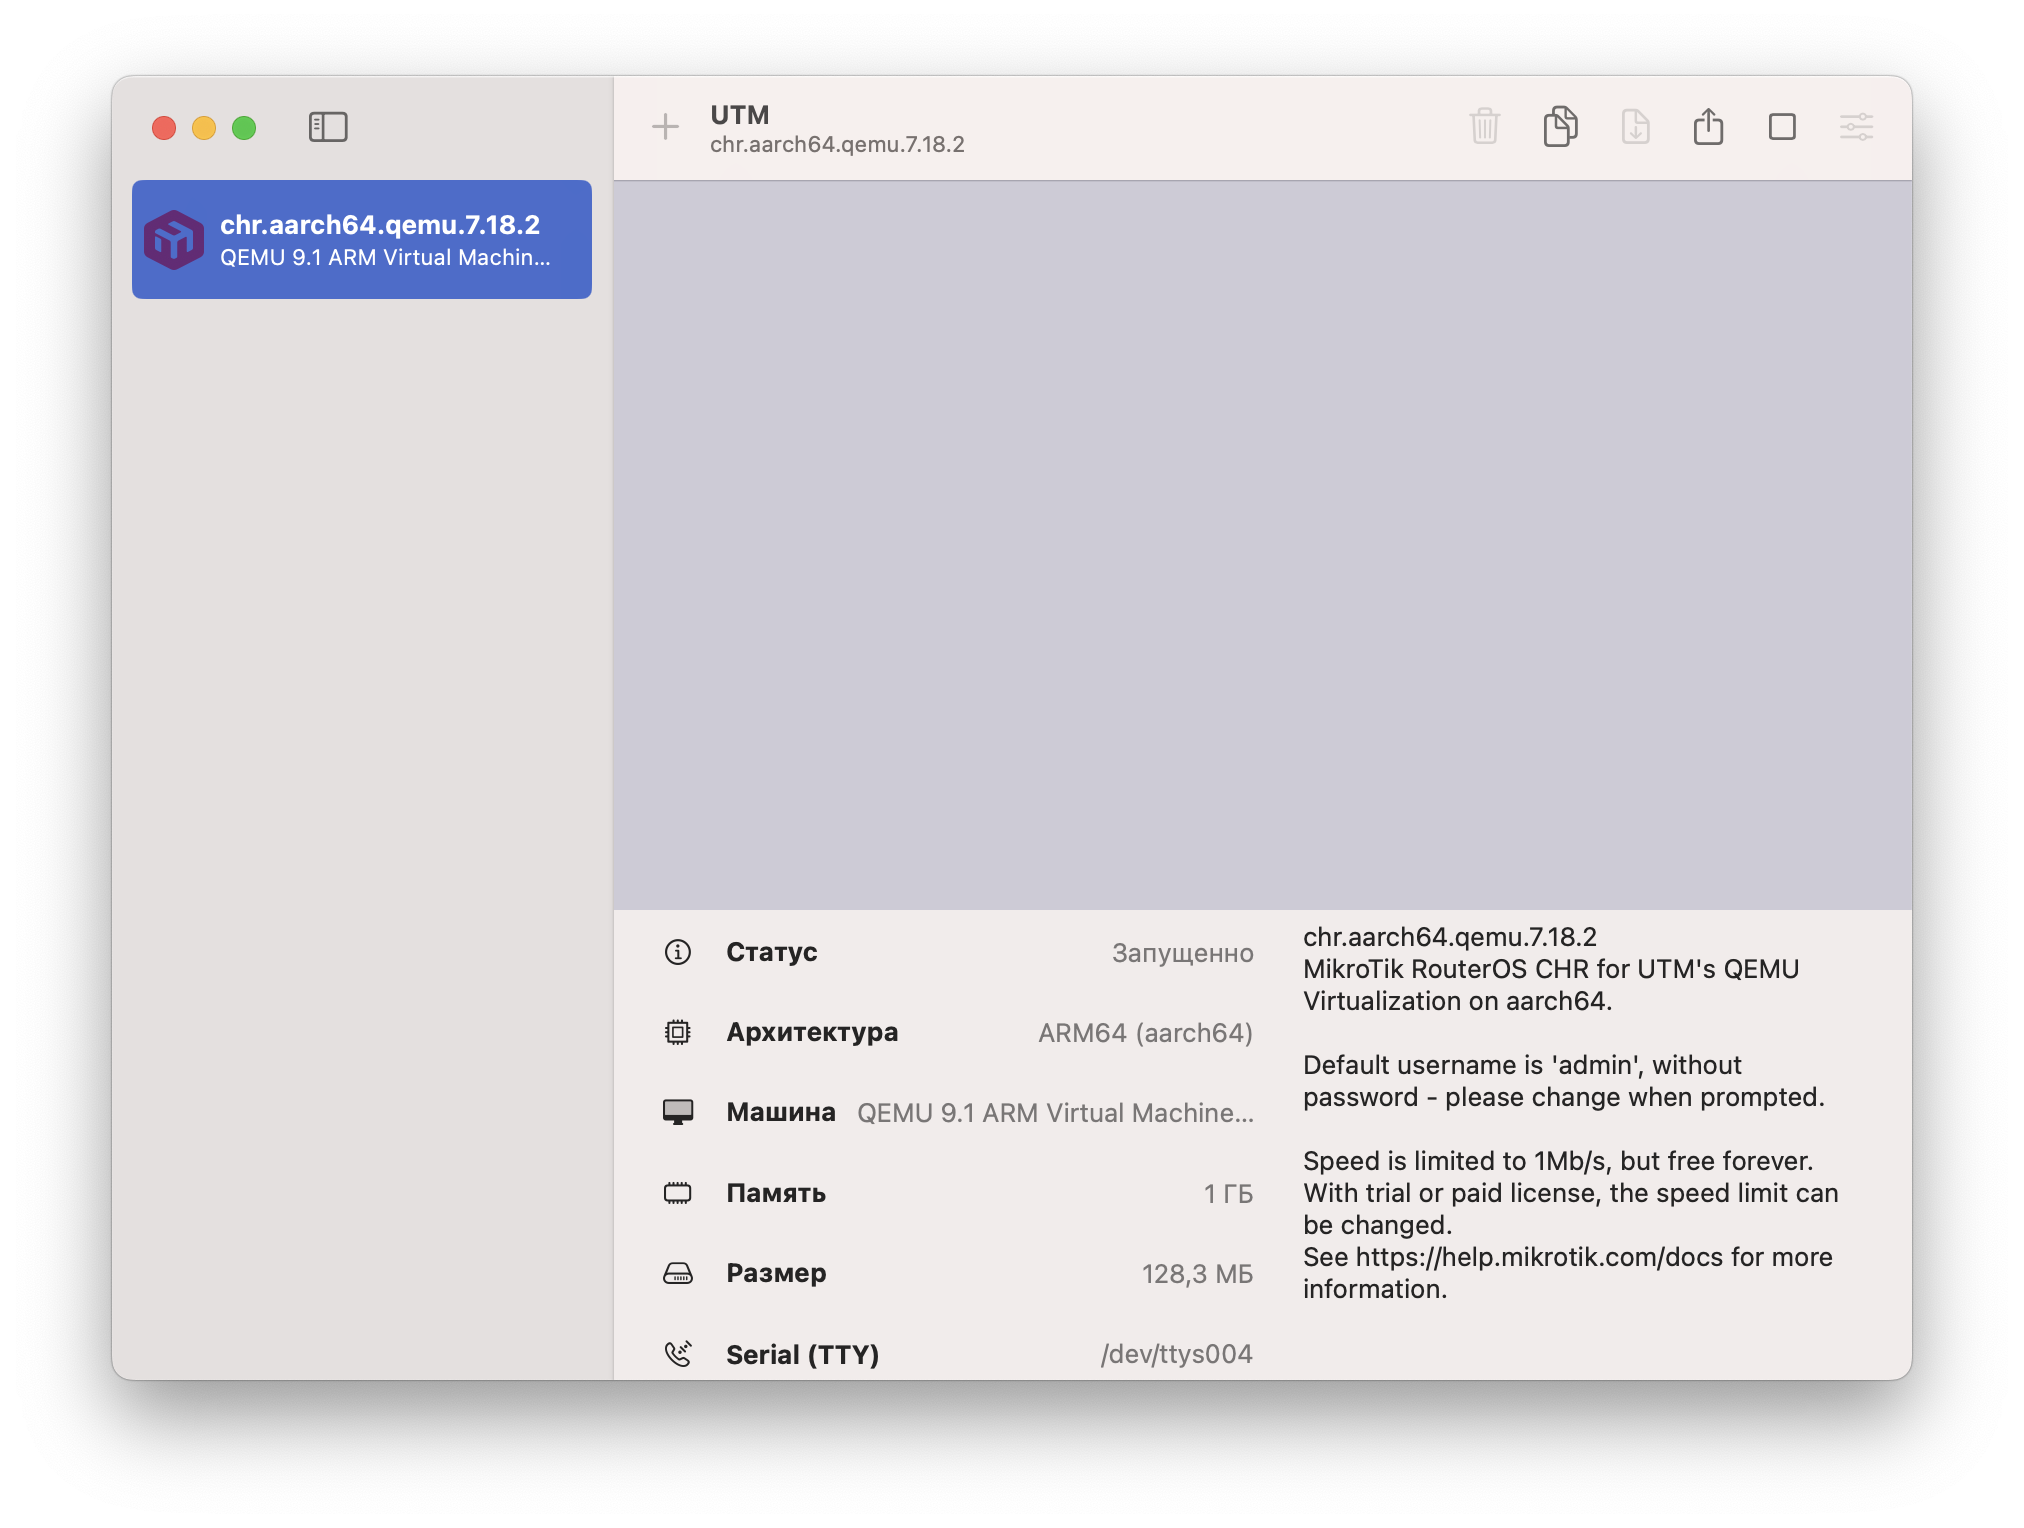 UTM
chr.aarch64.qemu.7.18.2
chr.aarch64.qemu.7.18.2
QEMU 9.1 ARM Virtual Machin...
Статус Запущенно
Архитектура ARM64 (aarch64)
Машина QEMU 9.1 ARM Virtual Machine...
Память 1 ГБ
Размер 128,3 МБ
Serial (TTY) /dev/ttys004
chr.aarch64.qemu.7.18.2
MikroTik RouterOS CHR for UTM's QEMU
Virtualization on aarch64.
Default username is 'admin', without
password - please change when prompted.
Speed is limited to 1Mb/s, but free forever.
With trial or paid license, the speed limit can
be changed.
See https://help.mikrotik.com/docs for more
information.